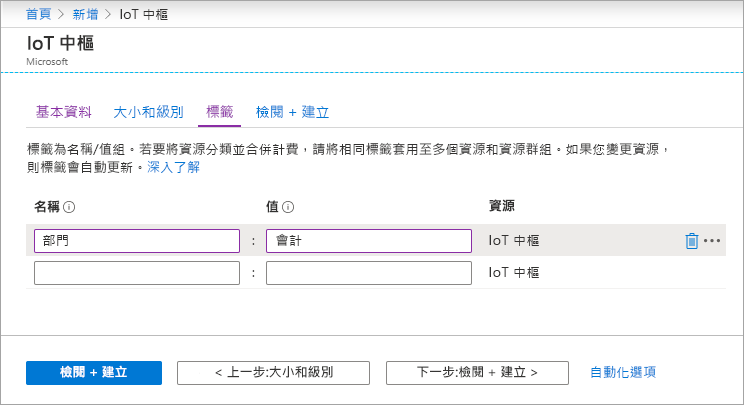 首頁 > 新增 > IoT 中樞
IoT 中樞
Microsoft
基本資料 大小和級別 標籤 檢閱 + 建立
標籤為名稱/值組。若要將資源分類並合併計費，請將相同標籤套用至多個資源和資源群組。如果您變更資源，
則標籤會自動更新。深入了解
名稱 值 資源
部門 : 會計 IoT 中樞
: IoT 中樞
檢閱 + 建立 < 上一步:大小和級別 下一步:檢閱 + 建立 > 自動化選項